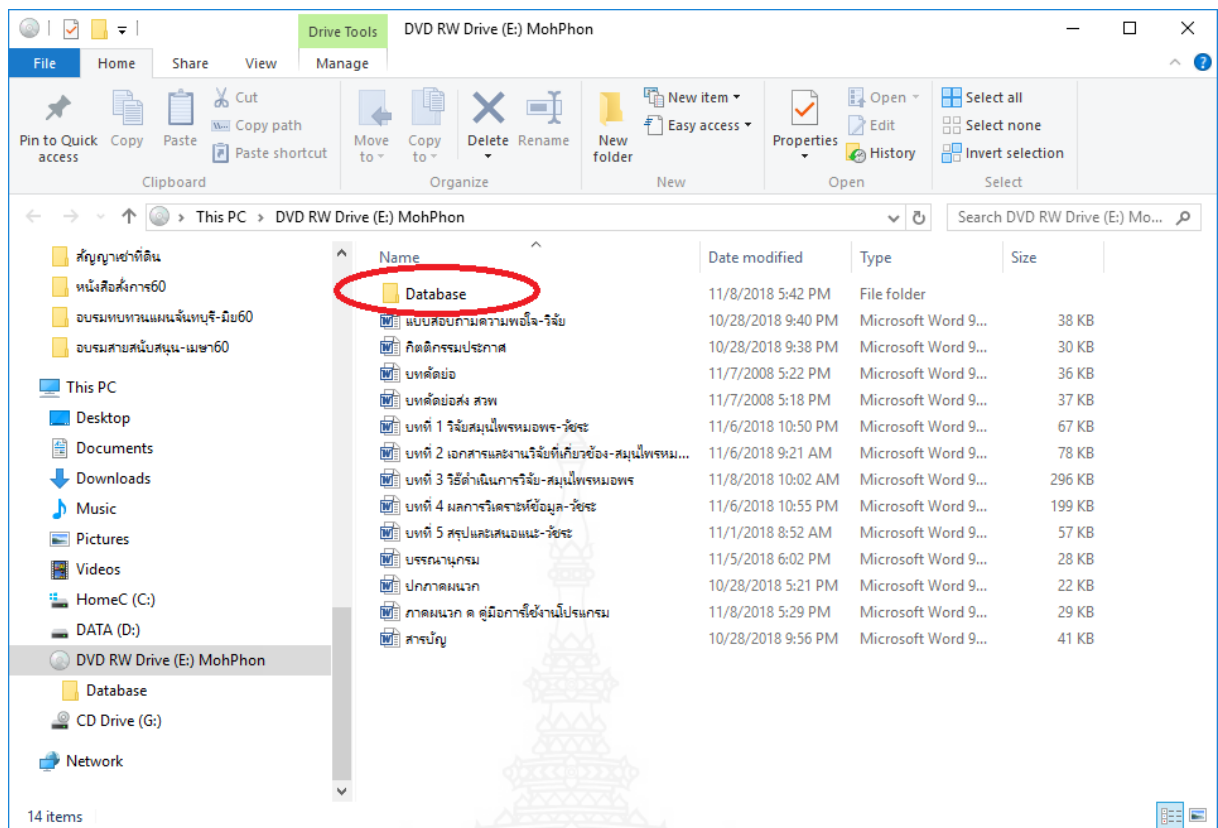 Drive Tools DVD RW Drive (E:) MohPhon
File Home Share View Manage
Pin to Quick access
Copy
Paste
Cut
Copy path
Paste shortcut
Clipboard
Move to
Copy to
Delete
Rename
Organize
New folder
New item
Easy access
New
Properties
Open
Edit
History
Open
Select all
Select none
Invert selection
Select
This PC > DVD RW Drive (E:) MohPhon
Search DVD RW Drive (E:) Mo...
สัญญาเช่าที่ดิน
หนังสือสั่งการ60
อบรมทบทวนแผนจันทบุรี-มิย60
อบรมสายสนับสนุน-เมษา60
This PC
Desktop
Documents
Downloads
Music
Pictures
Videos
HomeC (C:)
DATA (D:)
DVD RW Drive (E:) MohPhon
Database
CD Drive (G:)
Network
Name Date modified Type Size
Database 11/8/2018 5:42 PM File folder
แบบสอบถามความพอใจ-วิจัย 10/28/2018 9:40 PM Microsoft Word 9... 38 KB
กิตติกรรมประกาศ 10/28/2018 9:38 PM Microsoft Word 9... 30 KB
บทคัดย่อ 11/7/2008 5:22 PM Microsoft Word 9... 36 KB
บทคัดย่อส่ง สวพ 11/7/2008 5:18 PM Microsoft Word 9... 37 KB
บทที่ 1 วิจัยสมุนไพรหมอพร-วัชระ 11/6/2018 10:50 PM Microsoft Word 9... 67 KB
บทที่ 2 เอกสารและงานวิจัยที่เกี่ยวข้อง-สมุนไพรหม... 11/6/2018 9:21 AM Microsoft Word 9... 78 KB
บทที่ 3 วิธีดำเนินการวิจัย-สมุนไพรหมอพร 11/8/2018 10:02 AM Microsoft Word 9... 296 KB
บทที่ 4 ผลการวิเคราะห์ข้อมูล-วัชระ 11/6/2018 10:55 PM Microsoft Word 9... 199 KB
บทที่ 5 สรุปและเสนอแนะ-วัชระ 11/1/2018 8:52 AM Microsoft Word 9... 57 KB
บรรณานุกรม 11/5/2018 6:02 PM Microsoft Word 9... 28 KB
ปกภาคผนวก 10/28/2018 5:21 PM Microsoft Word 9... 22 KB
ภาคผนวก ค คู่มือการใช้งานโปรแกรม 11/8/2018 5:29 PM Microsoft Word 9... 29 KB
สารบัญ 10/28/2018 9:56 PM Microsoft Word 9... 41 KB
14 items